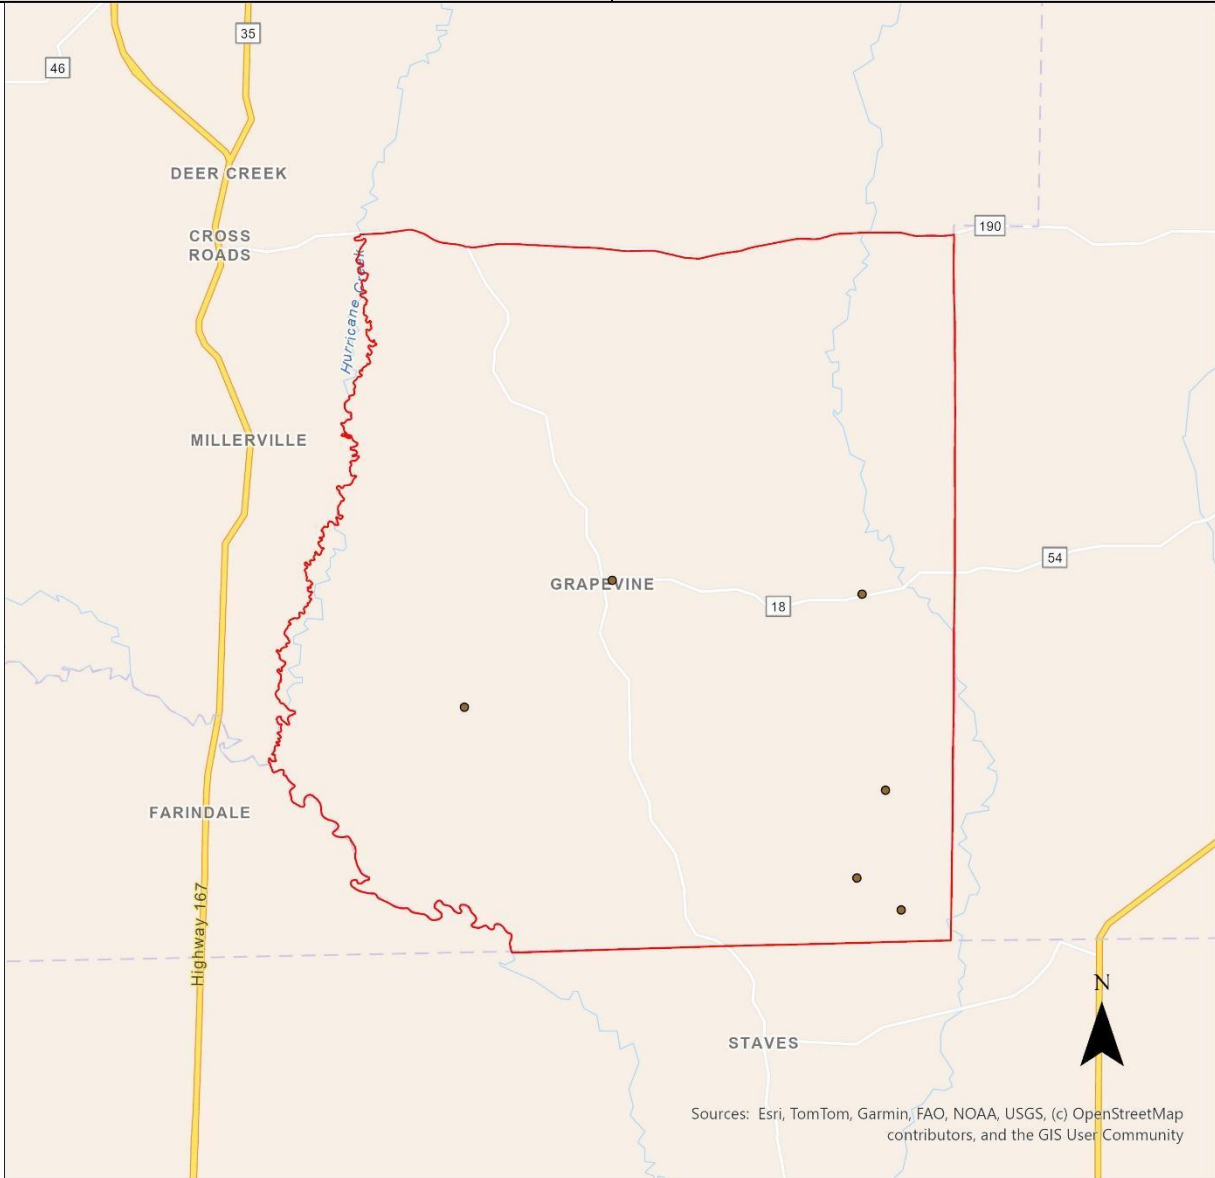 35
46
DEER CREEK
CROSS
ROADS
190
Hurricane Creek
MILLERVILLE
54
GRAPEVINE
18
FARINDALE
Highway 167
N
STAVES
Sources: Esri, TomTom, Garmin, FAO, NOAA, USGS, (c) OpenStreetMap
contributors, and the GIS User Community